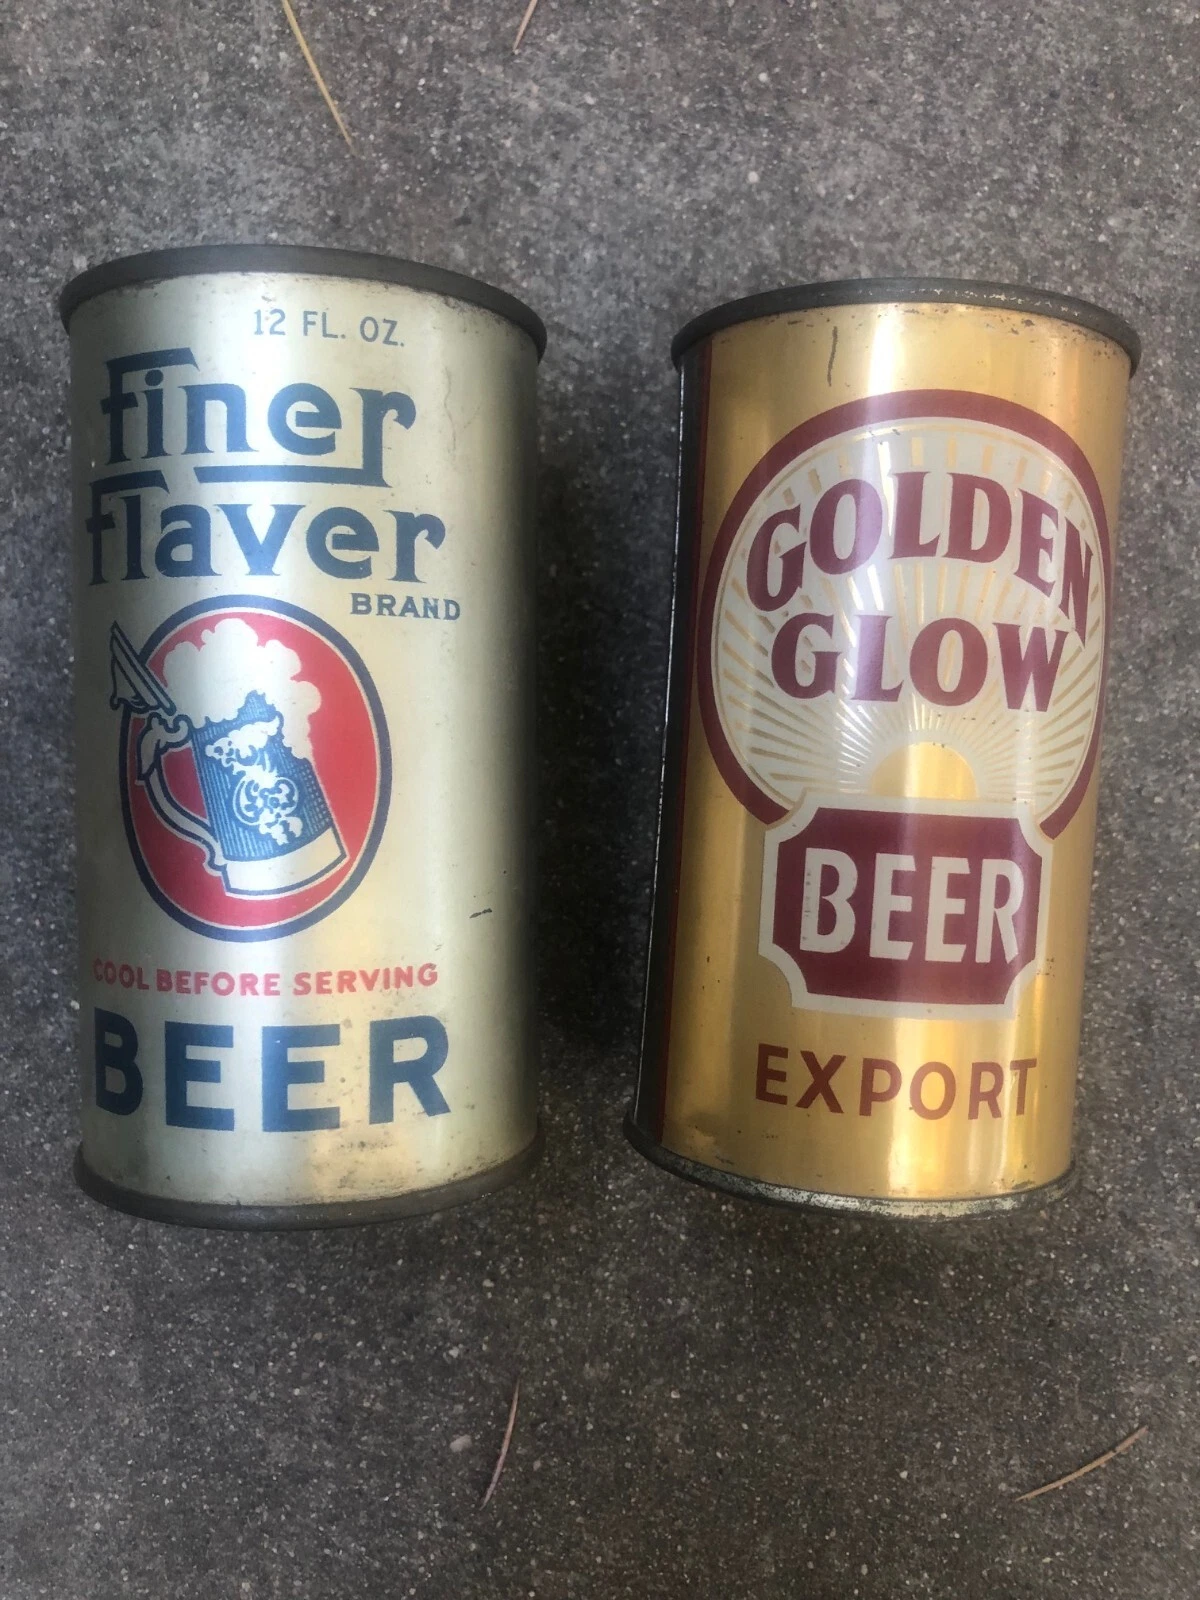 12 FL. OZ.
Finer
Flaver
BRAND
COOL BEFORE SERVING
BEER
GOLDEN
GLOW
BEER
EXPORT